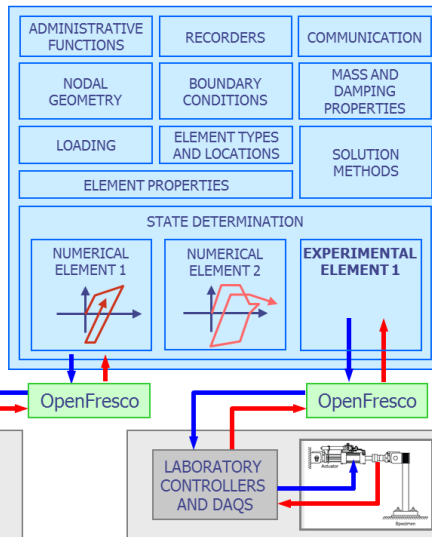 ADMINISTRATIVE
FUNCTIONS
RECORDERS
COMMUNICATION
NODAL
GEOMETRY
BOUNDARY
CONDITIONS
MASS AND
DAMPING
PROPERTIES
LOADING
ELEMENT TYPES
AND LOCATIONS
SOLUTION
METHODS
ELEMENT PROPERTIES
STATE DETERMINATION
NUMERICAL
ELEMENT 1
NUMERICAL
ELEMENT 2
EXPERIMENTAL
ELEMENT 1
OpenFresco
OpenFresco
LABORATORY
CONTROLLERS
AND DAQS
Actuator
Specimen